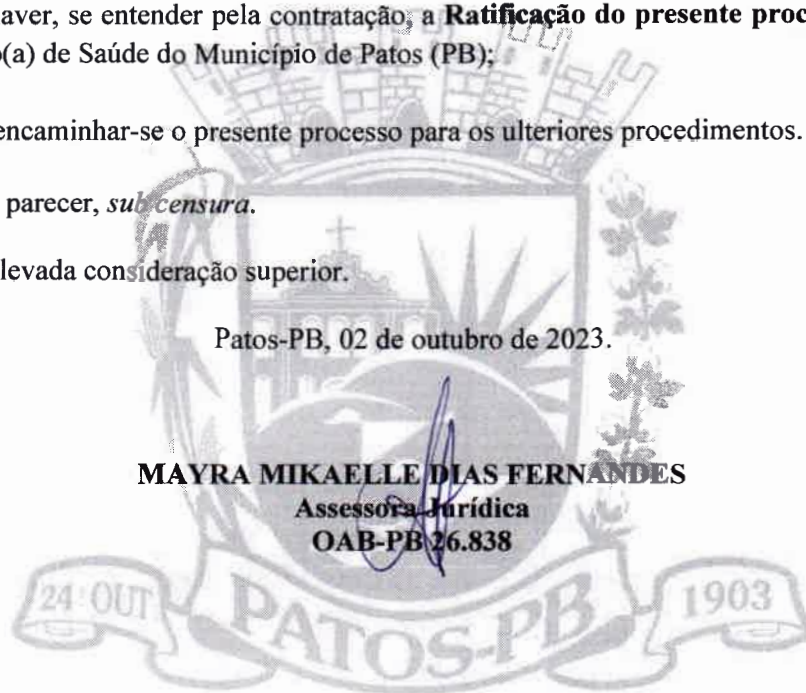 aver, se entender pela contratação, a Ratificação do presente proc
(a) de Saúde do Município de Patos (PB);
encaminhar-se o presente processo para os ulteriores procedimentos.
parecer, sub censura.
levada consideração superior.
Patos-PB, 02 de outubro de 2023.
MAYRA MIKAELLE DIAS FERNANDES
Assessora Jurídica
OAB-PB 26.838
24 OUT
PATOS-PB
1903